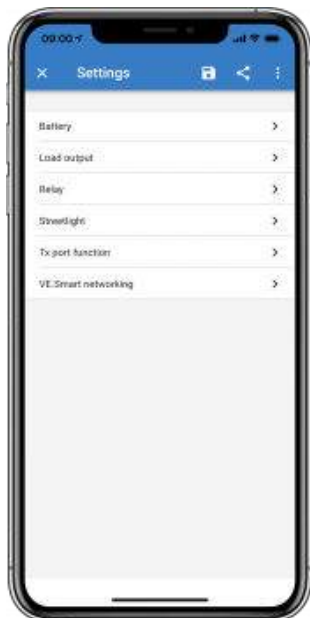 09:00
Settings
Battery
Load output
Relay
Streetlight
Tx port function
VE.Smart networking